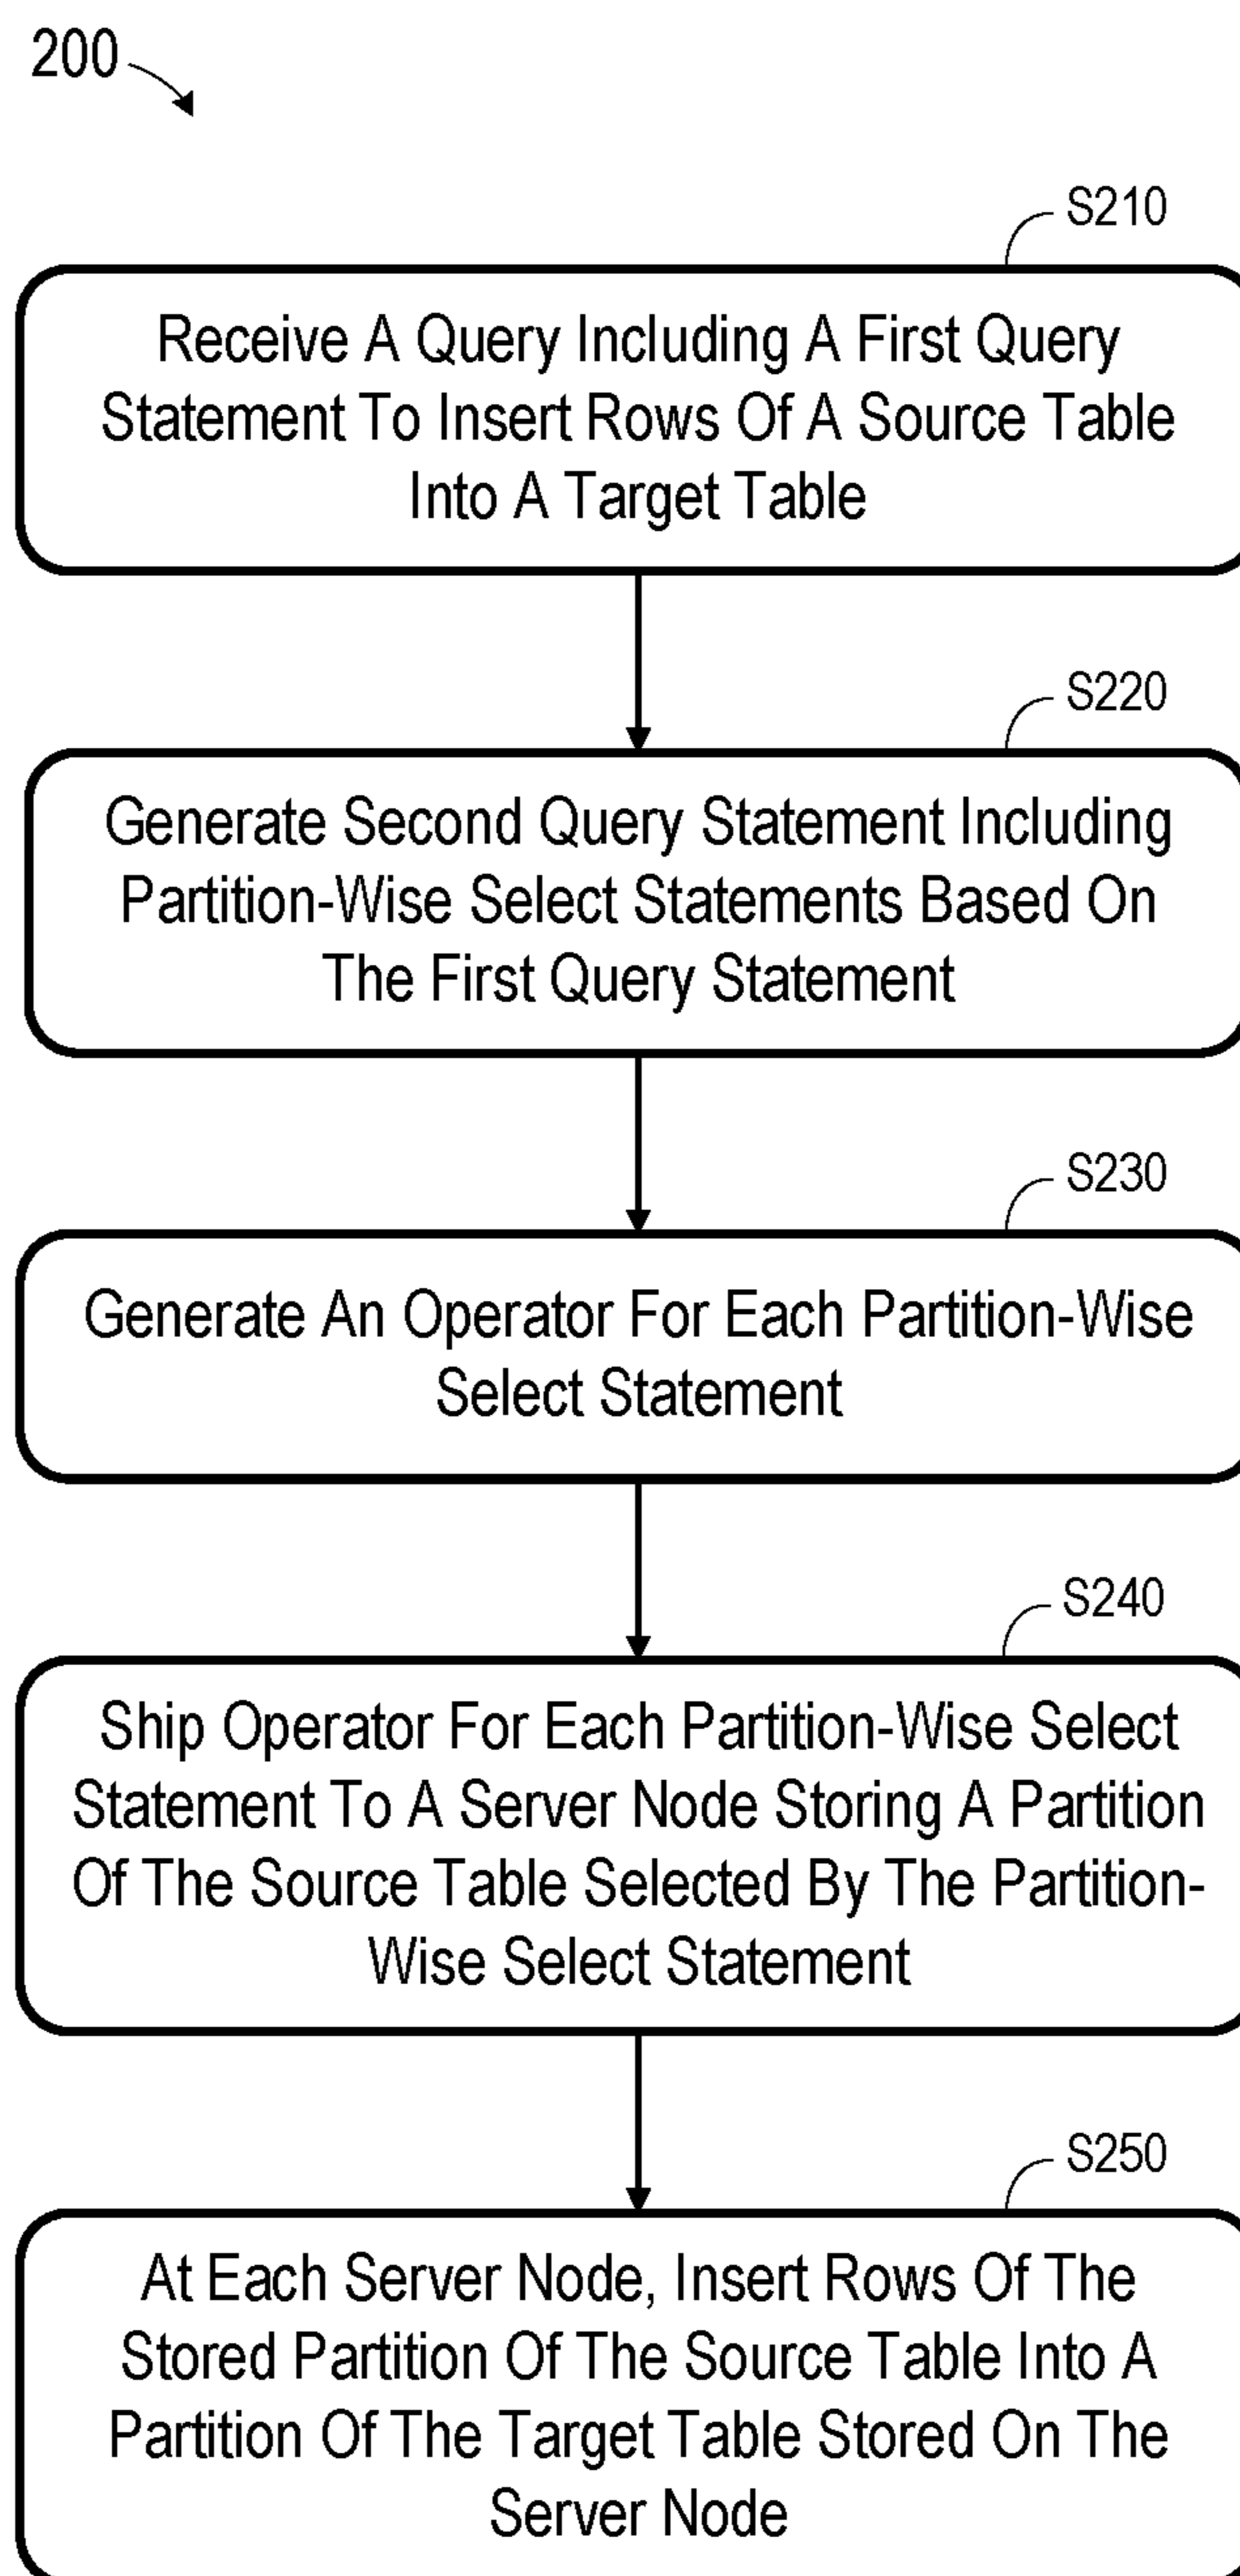 200
S210
Receive A Query Including A First Query
Statement To Insert Rows Of A Source Table
Into A Target Table
S220
Generate Second Query Statement Including
Partition-Wise Select Statements Based On
The First Query Statement
S230
Generate An Operator For Each Partition-Wise
Select Statement
S240
Ship Operator For Each Partition-Wise Select
Statement To A Server Node Storing A Partition
Of The Source Table Selected By The Partition-
Wise Select Statement
S250
At Each Server Node, Insert Rows Of The
Stored Partition Of The Source Table Into A
Partition Of The Target Table Stored On The
Server Node